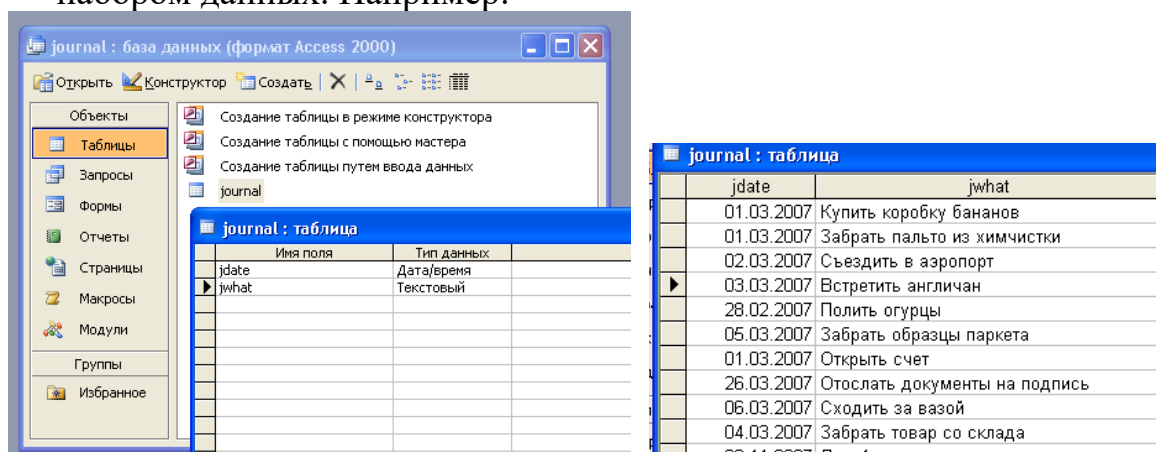 набором данных. Например:
journal : база данных (формат Access 2000)
Открыть Конструктор Создать
Объекты
Таблицы
Запросы
Формы
Отчеты
Страницы
Макросы
Модули
Группы
Избранное
Создание таблицы в режиме конструктора
Создание таблицы с помощью мастера
Создание таблицы путем ввода данных
journal
journal : таблица
Имя поля Тип данных
jdate Дата/время
jwhat Текстовый
journal : таблица
jdate jwhat
01.03.2007 Купить коробку бананов
01.03.2007 Забрать пальто из химчистки
02.03.2007 Съездить в аэропорт
03.03.2007 Встретить англичан
28.02.2007 Полить огурцы
05.03.2007 Забрать образцы паркета
01.03.2007 Открыть счет
26.03.2007 Отослать документы на подпись
06.03.2007 Сходить за вазой
04.03.2007 Забрать товар со склада